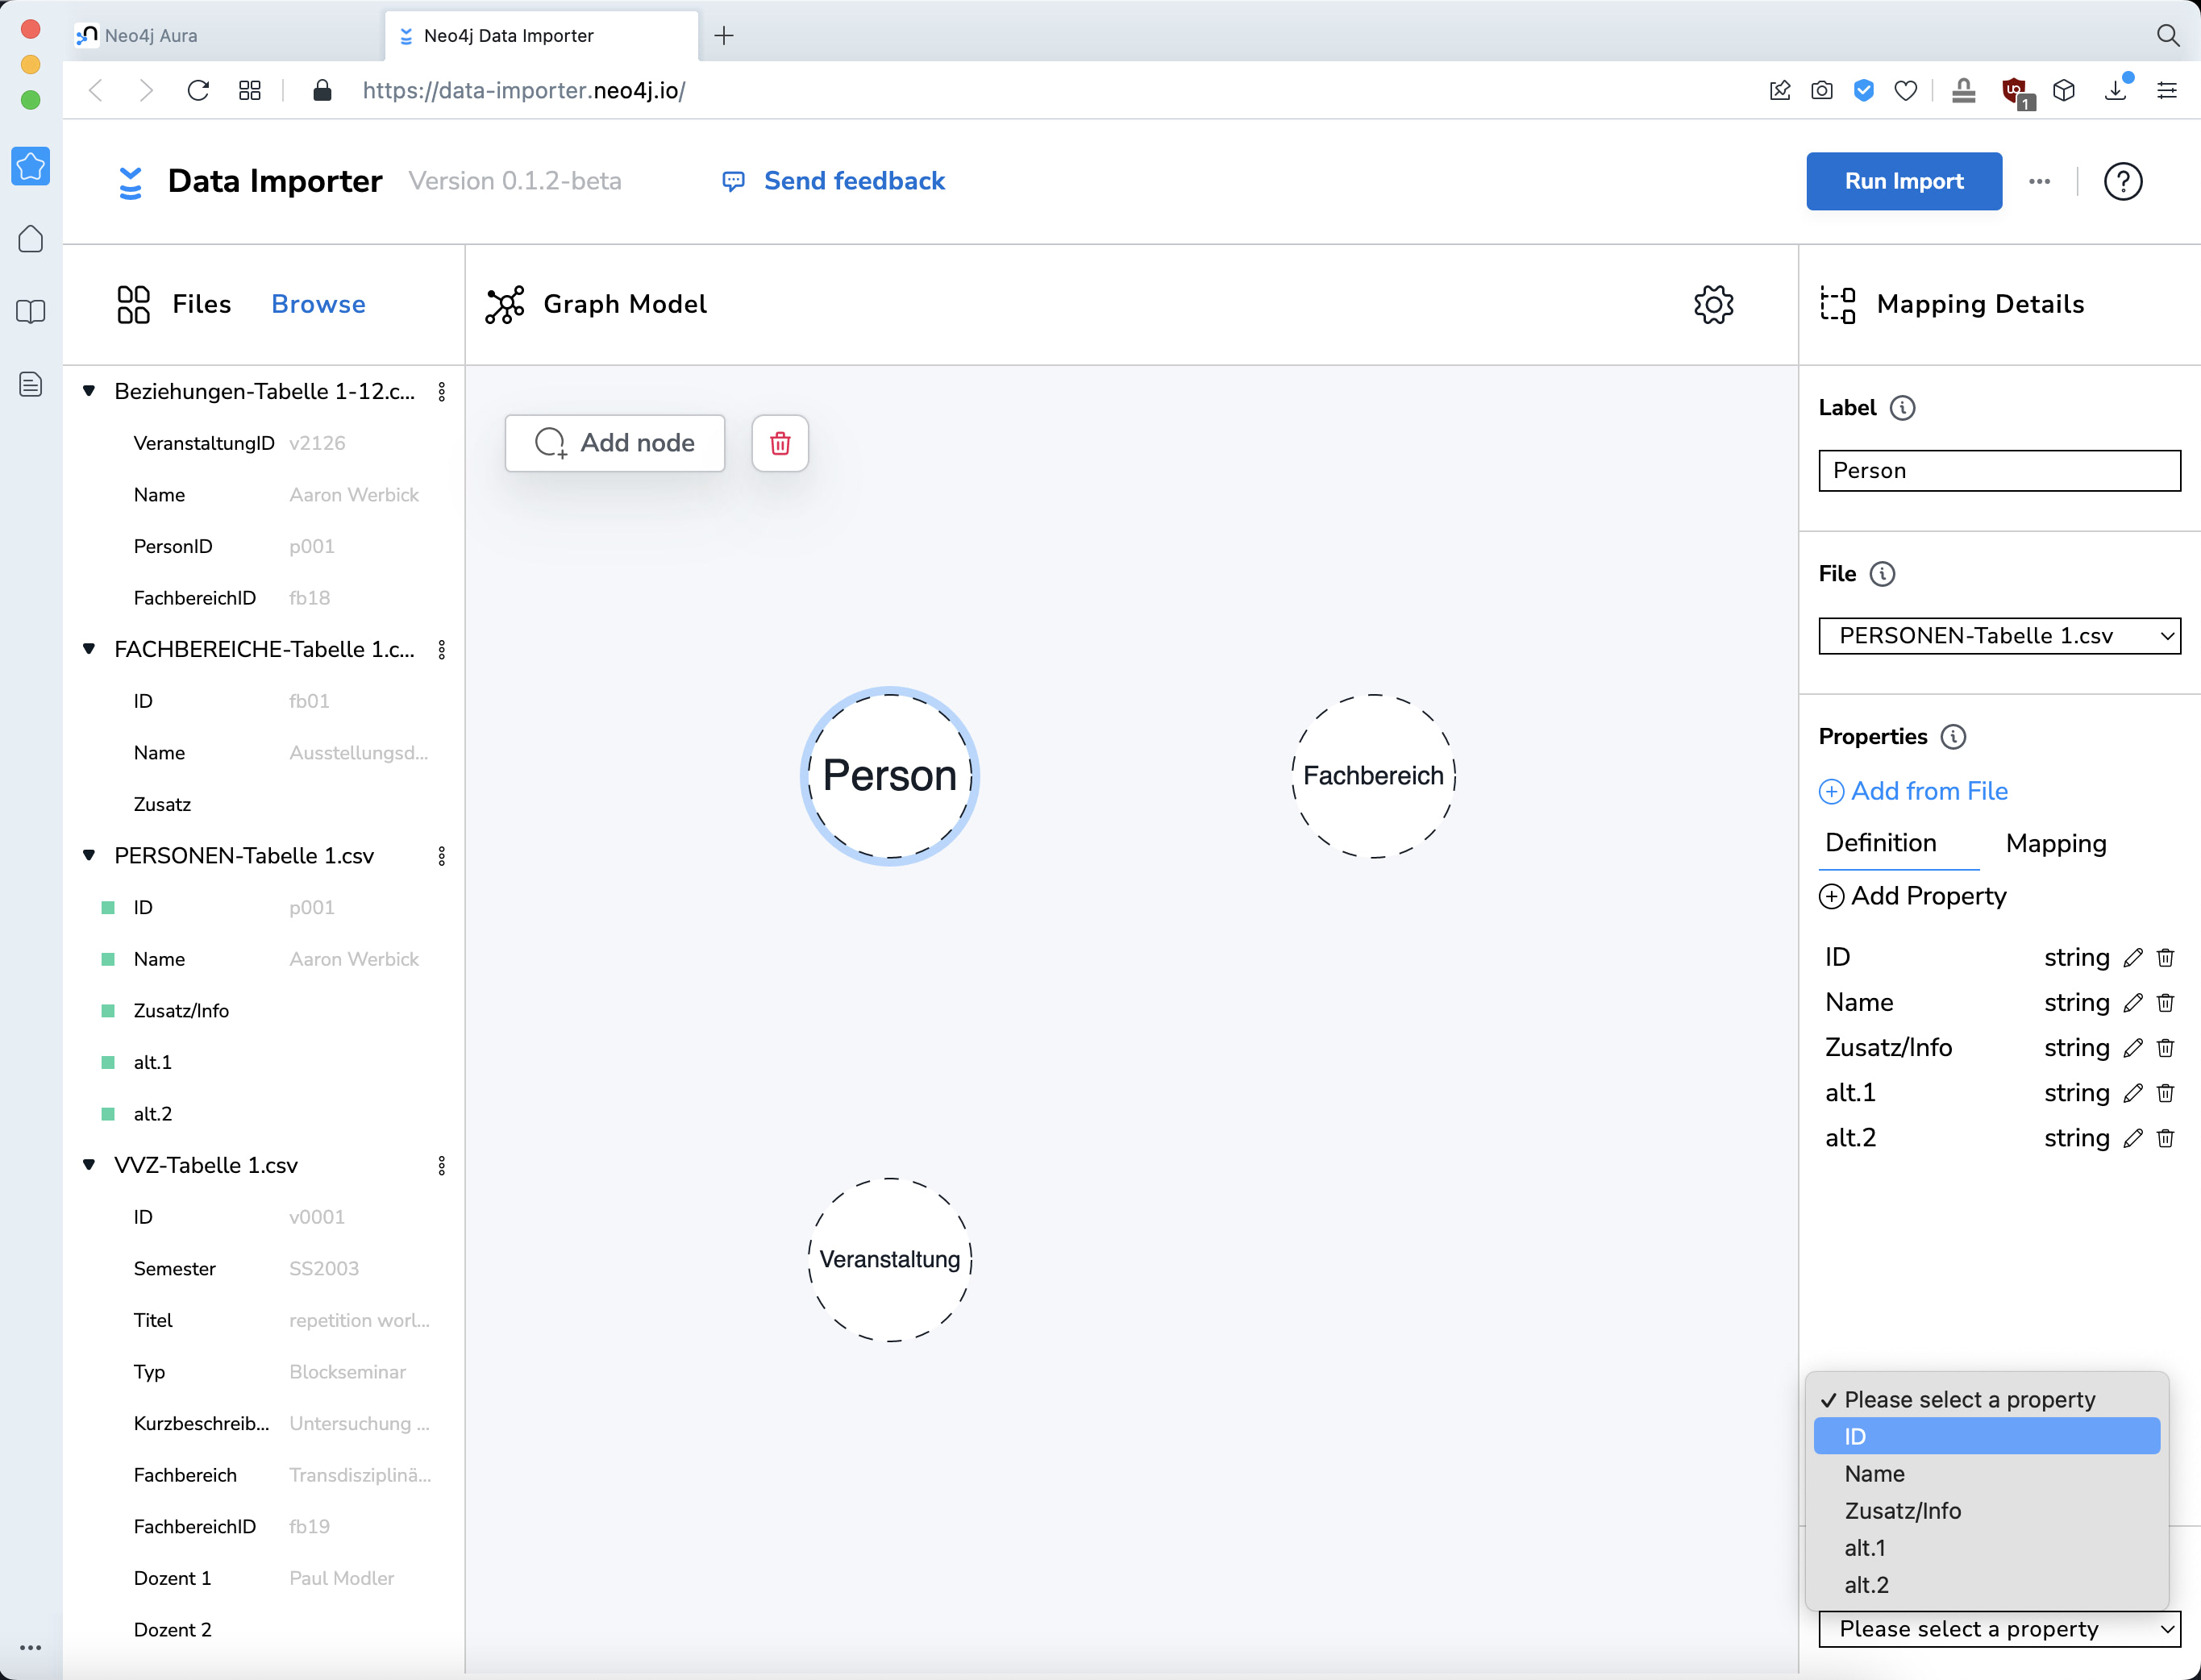 Neo4j Aura
Neo4j Data Importer
https://data-importer.neo4j.io/
1
Data Importer
Version 0.1.2-beta
Send feedback
Run Import
Files
Browse
Graph Model
Mapping Details
Beziehungen-Tabelle 1-12.c...
VeranstaltungID v2126
Name Aaron Werbick
PersonID p001
FachbereichID fb18
FACHBEREICHE-Tabelle 1.c...
ID fb01
Name Ausstellungsd...
Zusatz
PERSONEN-Tabelle 1.csv
ID p001
Name Aaron Werbick
Zusatz/Info
alt.1
alt.2
VVZ-Tabelle 1.csv
ID v0001
Semester SS2003
Titel repetition worl...
Typ Blockseminar
Kurzbeschreib... Untersuchung ...
Fachbereich Transdisziplinä...
FachbereichID fb19
Dozent 1 Paul Modler
Dozent 2
Add node
Person
Fachbereich
Veranstaltung
Label
Person
File
PERSONEN-Tabelle 1.csv
Properties
Add from File
Definition Mapping
Add Property
ID string
Name string
Zusatz/Info string
alt.1 string
alt.2 string
✓ Please select a property
ID
Name
Zusatz/Info
alt.1
alt.2
Please select a property